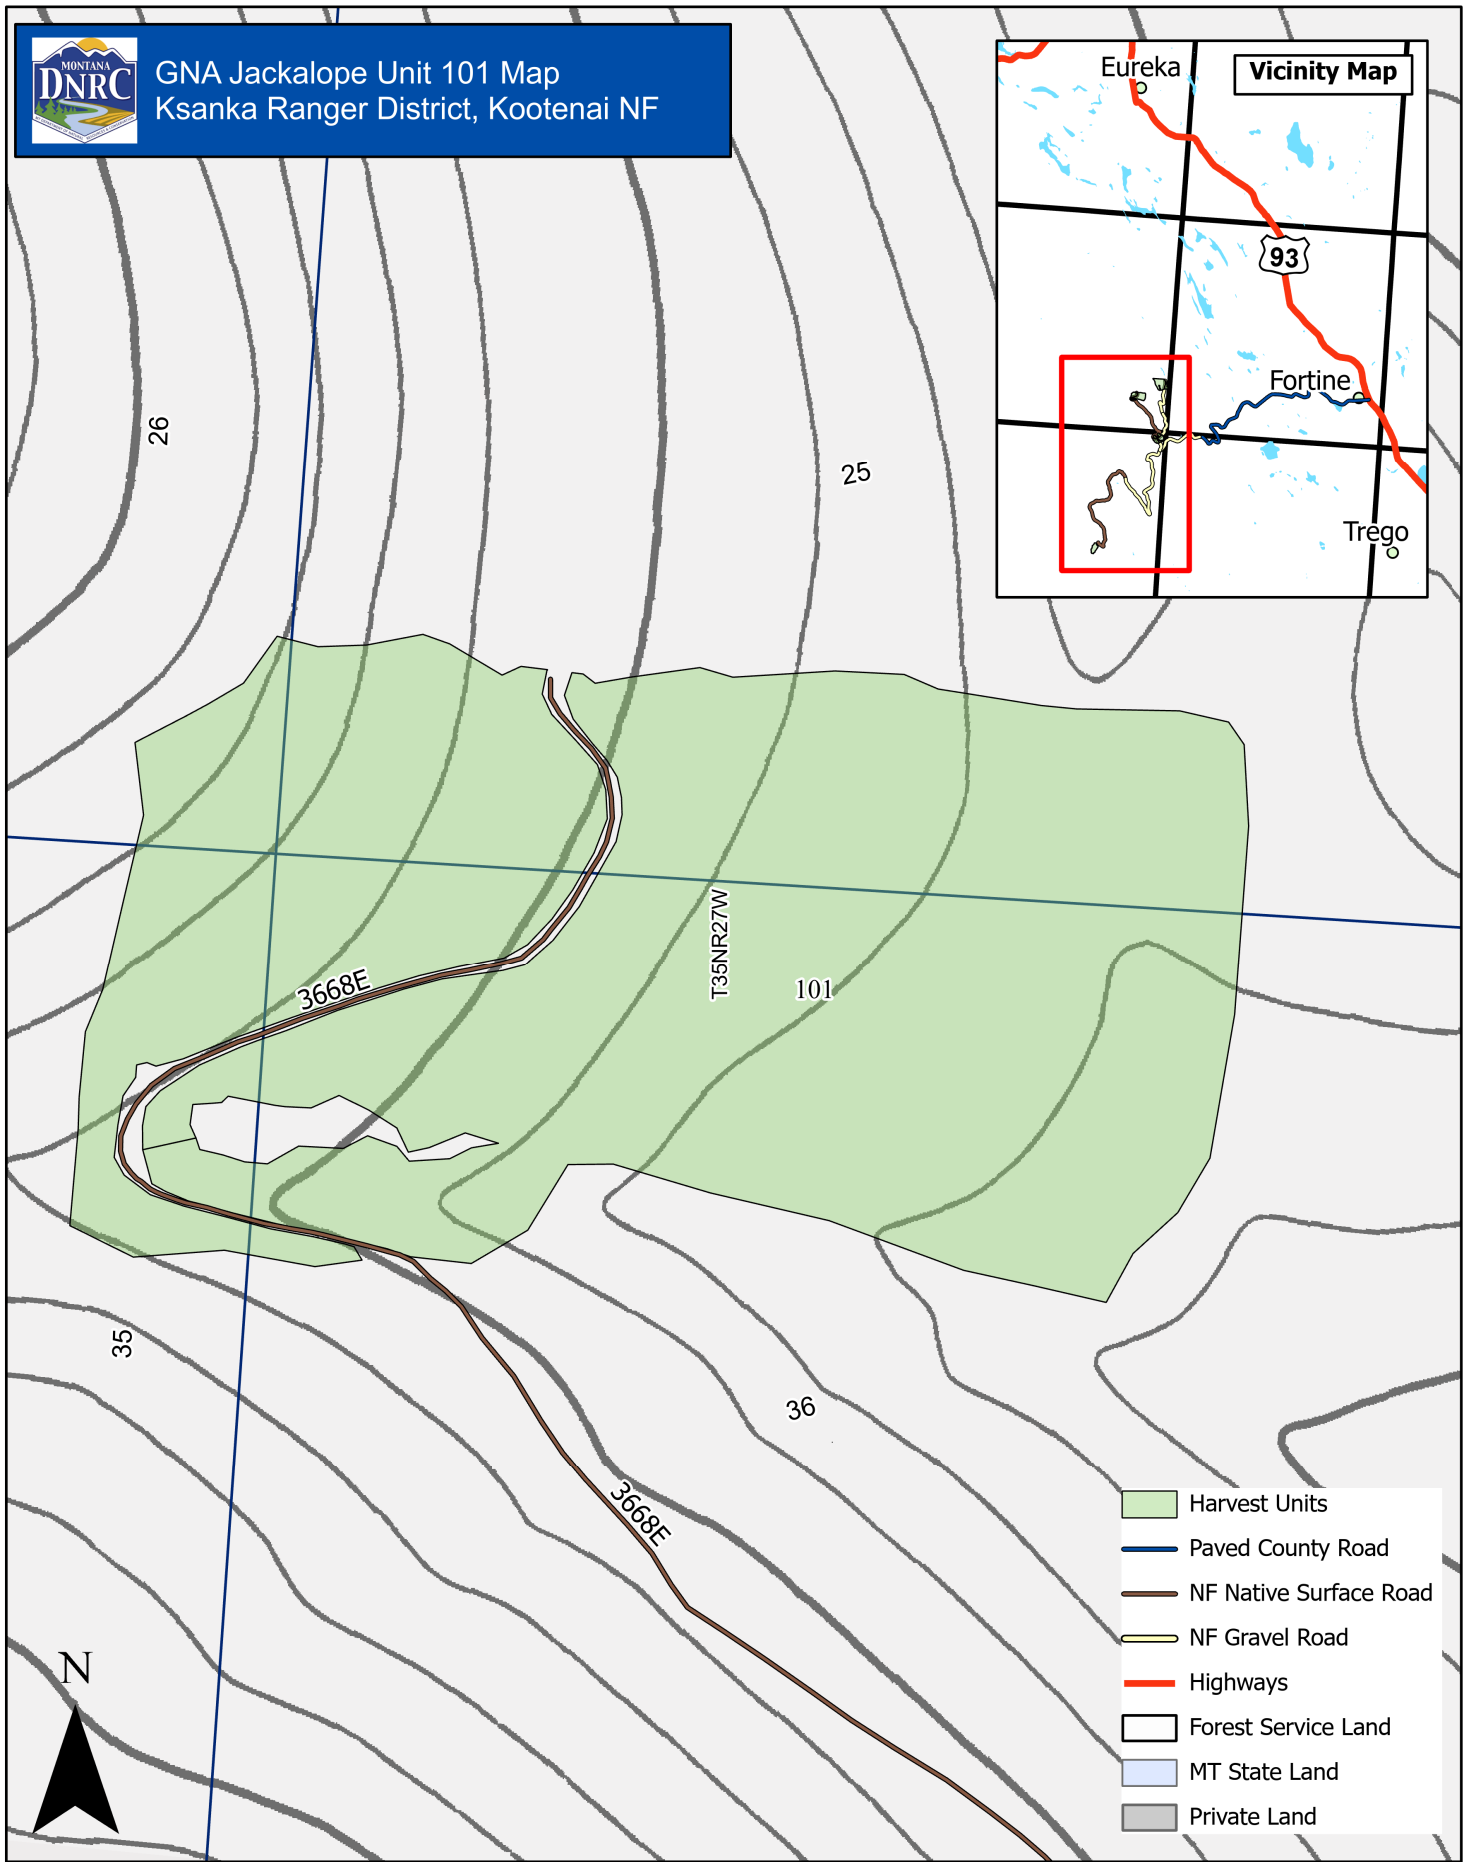 MONTANA
DNRC
GNA Jackalope Unit 101 Map
Ksanka Ranger District, Kootenai NF
Vicinity Map
Eureka
93
Fortine
Trego
26
25
3668E
T35NR27W
101
35
36
3668E
Harvest Units
Paved County Road
NF Native Surface Road
NF Gravel Road
Highways
Forest Service Land
MT State Land
Private Land
N